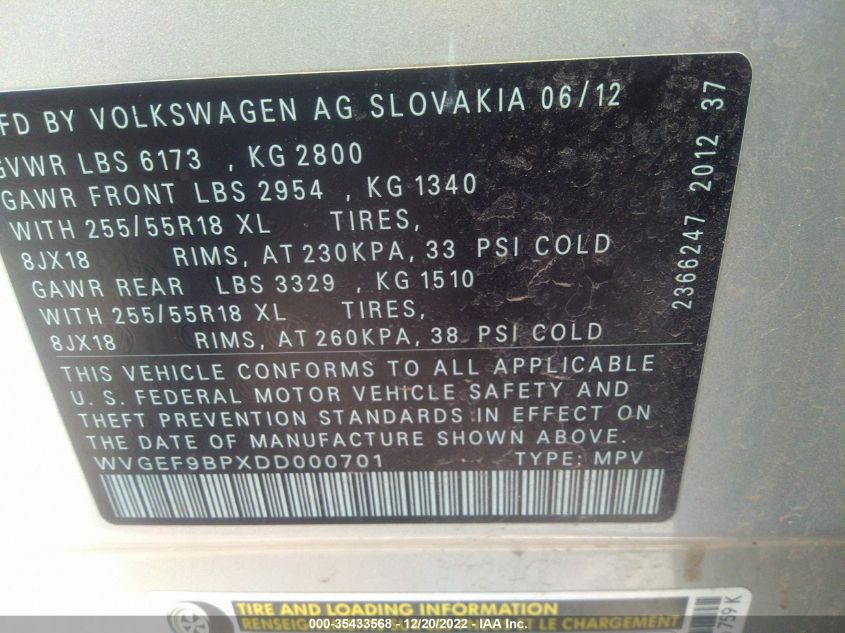 FD BY VOLKSWAGEN AG SLOVAKIA 06/12
GVWR LBS 6173 , KG 2800
GAWR FRONT LBS 2954 , KG 1340
WITH 255/55R18 XL TIRES,
8JX18 RIMS, AT 230KPA, 33 PSI COLD
GAWR REAR LBS 3329 , KG 1510
WITH 255/55R18 XL TIRES,
8JX18 RIMS, AT 260KPA, 38 PSI COLD
THIS VEHICLE CONFORMS TO ALL APPLICABLE
U. S. FEDERAL MOTOR VEHICLE SAFETY AND
THEFT PREVENTION STANDARDS IN EFFECT ON
THE DATE OF MANUFACTURE SHOWN ABOVE.
WVGEF9BPXDD000701 TYPE: MPV
2366247 2012 37
TIRE AND LOADING INFORMATION
RENSEIGNEMENTS LE CHARGEMENT
759 K
000-35433568 - 12/20/2022 - IAA Inc.